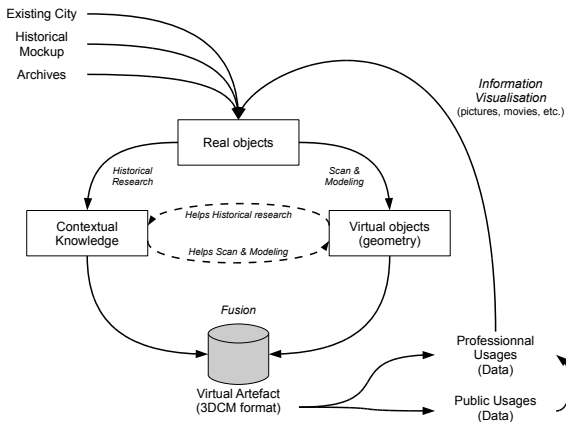 Existing City
Historical
Mockup
Archives
Information
Visualisation
(pictures, movies, etc.)
Real objects
Historical
Research
Scan &
Modeling
Helps Historical research
Contextual
Knowledge
Virtual objects
(geometry)
Helps Scan & Modeling
Fusion
Virtual Artefact
(3DCM format)
Professionnal
Usages
(Data)
Public Usages
(Data)